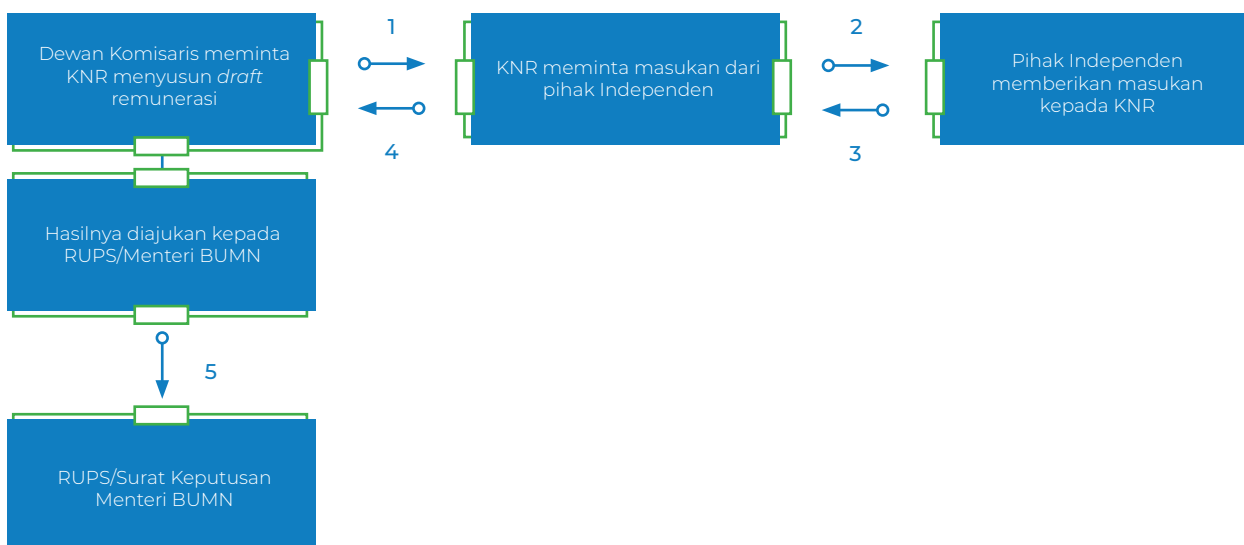 Dewan Komisaris meminta
KNR menyusun draft
remunerasi
1
4
KNR meminta masukan dari
pihak Independen
2
3
Pihak Independen
memberikan masukan
kepada KNR
Hasilnya diajukan kepada
RUPS/Menteri BUMN
5
RUPS/Surat Keputusan
Menteri BUMN